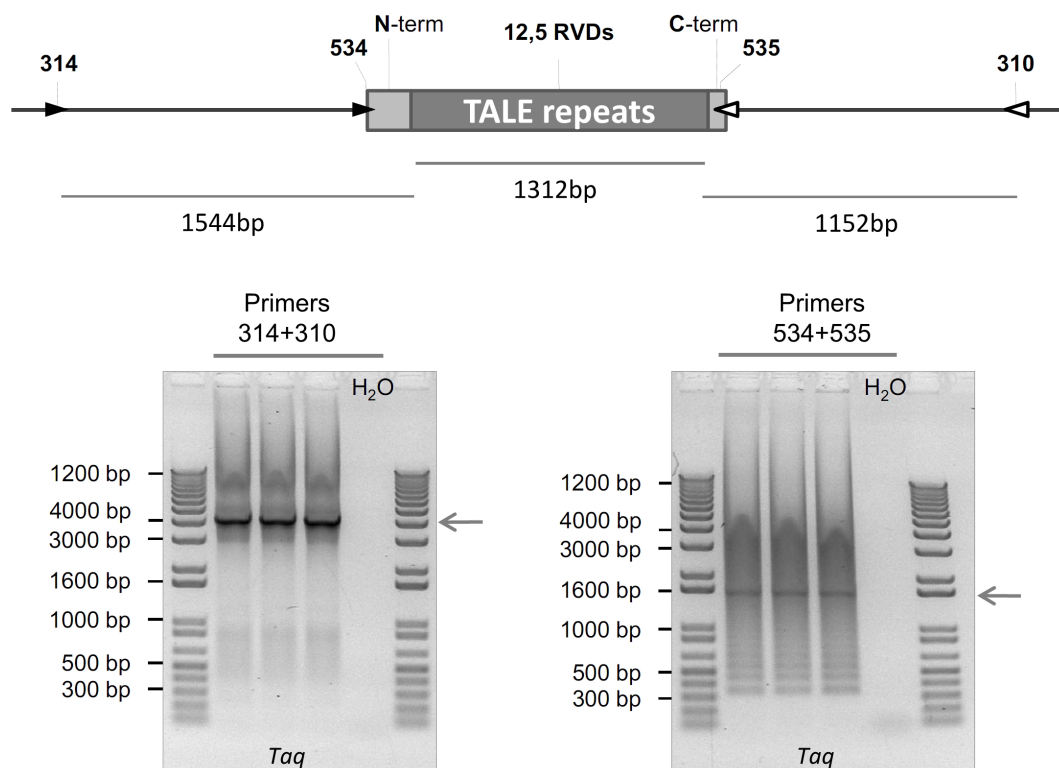 N-term
12,5 RVDs
C-term
534
535
314
310
TALE repeats
1312bp
1544bp
1152bp
Primers
314+310
H2O
1200 bp
4000 bp
3000 bp
1600 bp
1000 bp
500 bp
300 bp
Taq
Primers
534+535
H2O
1200 bp
4000 bp
3000 bp
1600 bp
1000 bp
500 bp
300 bp
Taq